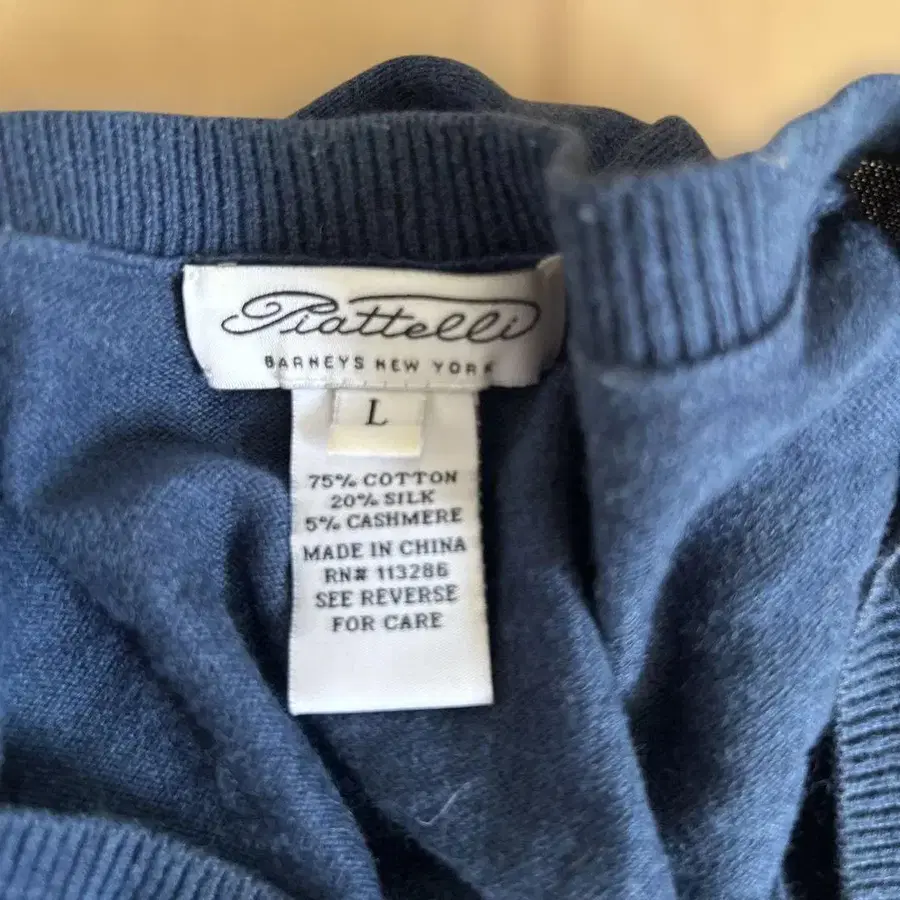 Piattelli
BARNEYS NEW YORK
L
75% COTTON
20% SILK
5% CASHMERE
MADE IN CHINA
RN# 113286
SEE REVERSE
FOR CARE